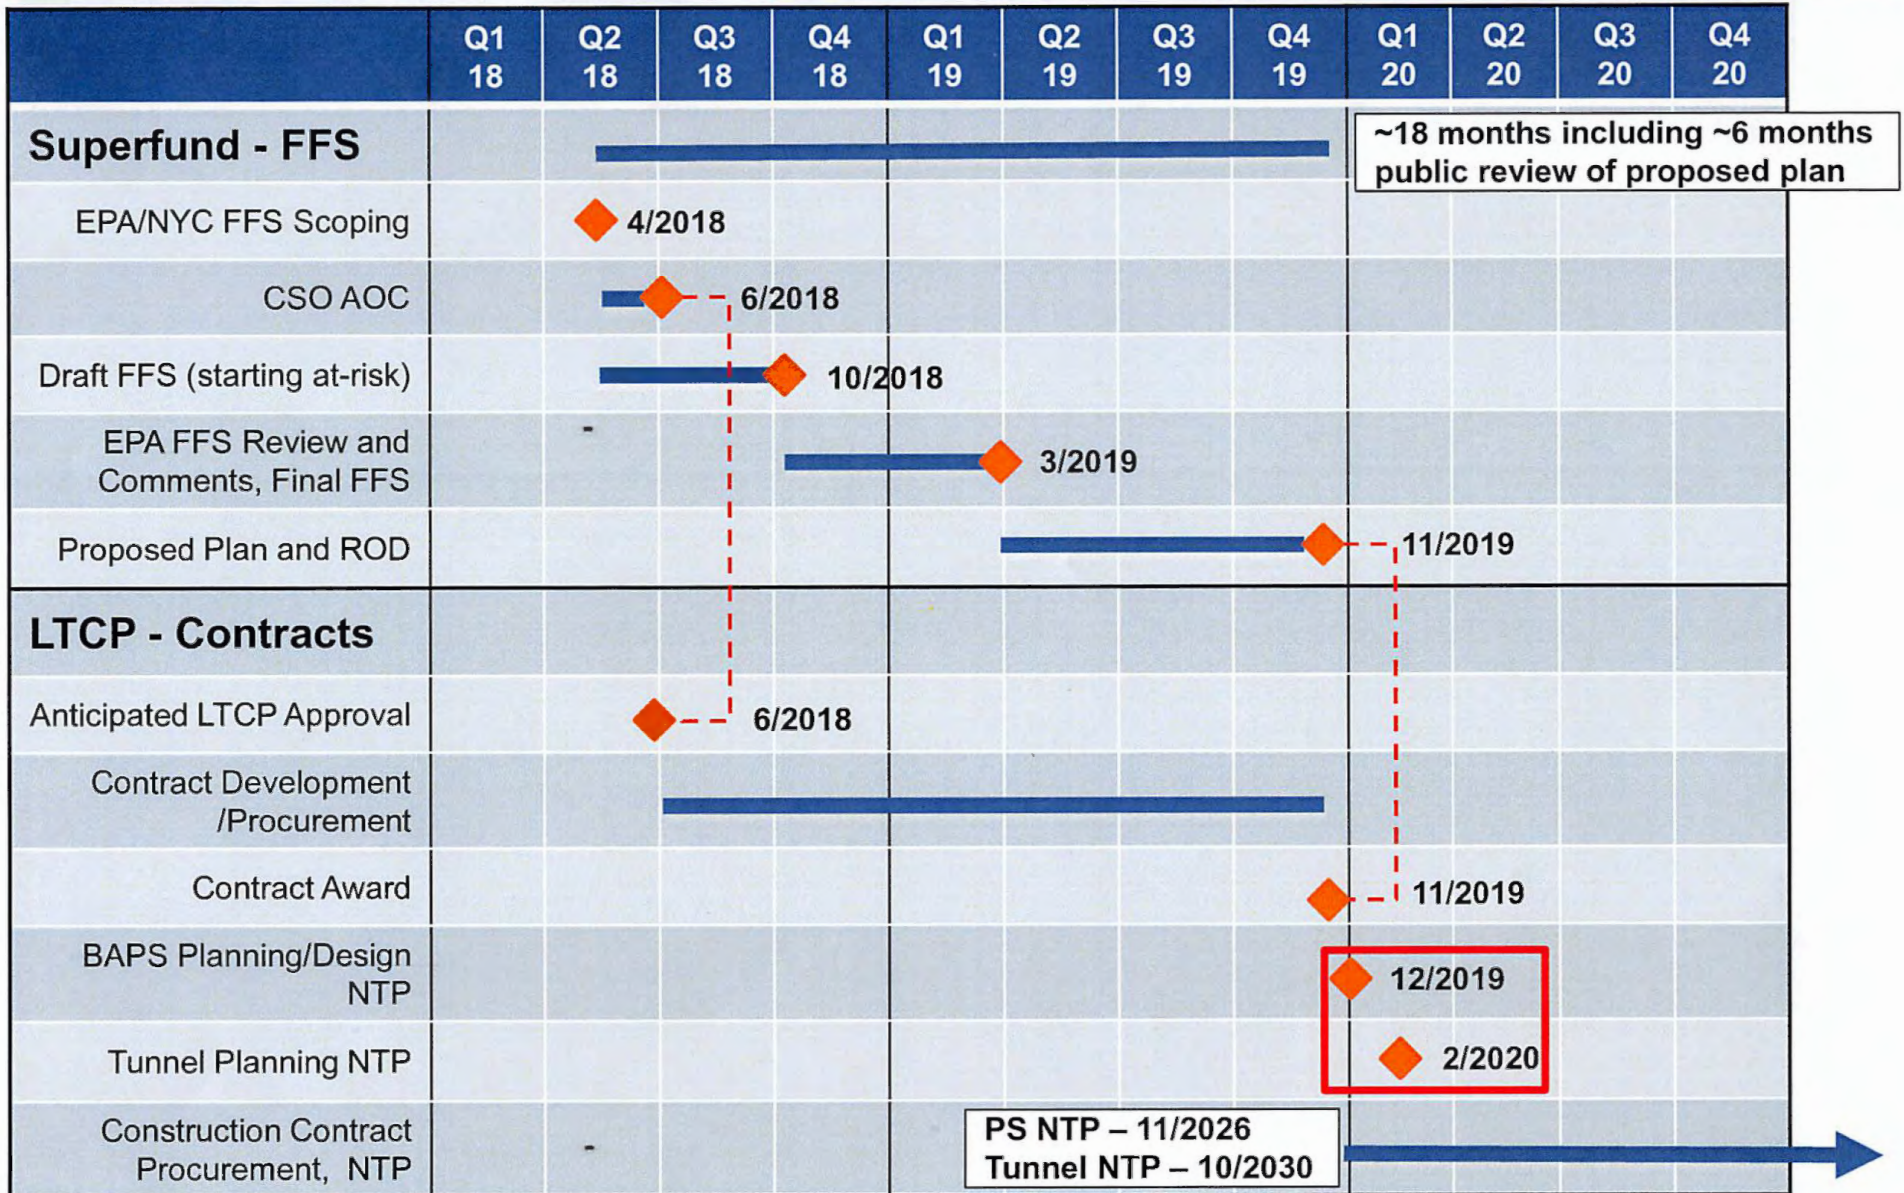 Q1 Q2 Q3 Q4 Q1 Q2 Q3 Q4 Q1 Q2 Q3 Q4
18 18 18 18 19 19 19 19 20 20 20 20
Superfund - FFS
~18 months including ~6 months
public review of proposed plan
EPA/NYC FFS Scoping 4/2018
CSO AOC 6/2018
Draft FFS (starting at-risk) 10/2018
EPA FFS Review and
Comments, Final FFS 3/2019
Proposed Plan and ROD 11/2019
LTCP - Contracts
Anticipated LTCP Approval 6/2018
Contract Development
/Procurement
Contract Award 11/2019
BAPS Planning/Design
NTP 12/2019
Tunnel Planning NTP 2/2020
Construction Contract
Procurement, NTP
PS NTP – 11/2026
Tunnel NTP – 10/2030